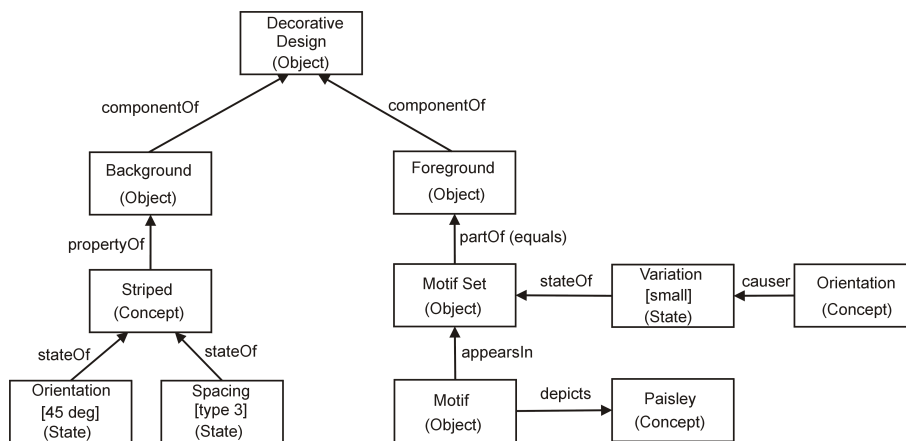 Decorative
Design
(Object)
componentOf
componentOf
Background
(Object)
Foreground
(Object)
propertyOf
partOf (equals)
Striped
(Concept)
Motif Set
(Object)
stateOf
Variation
[small]
(State)
causer
Orientation
(Concept)
stateOf
stateOf
appearsIn
Orientation
[45 deg]
(State)
Spacing
[type 3]
(State)
Motif
(Object)
depicts
Paisley
(Concept)